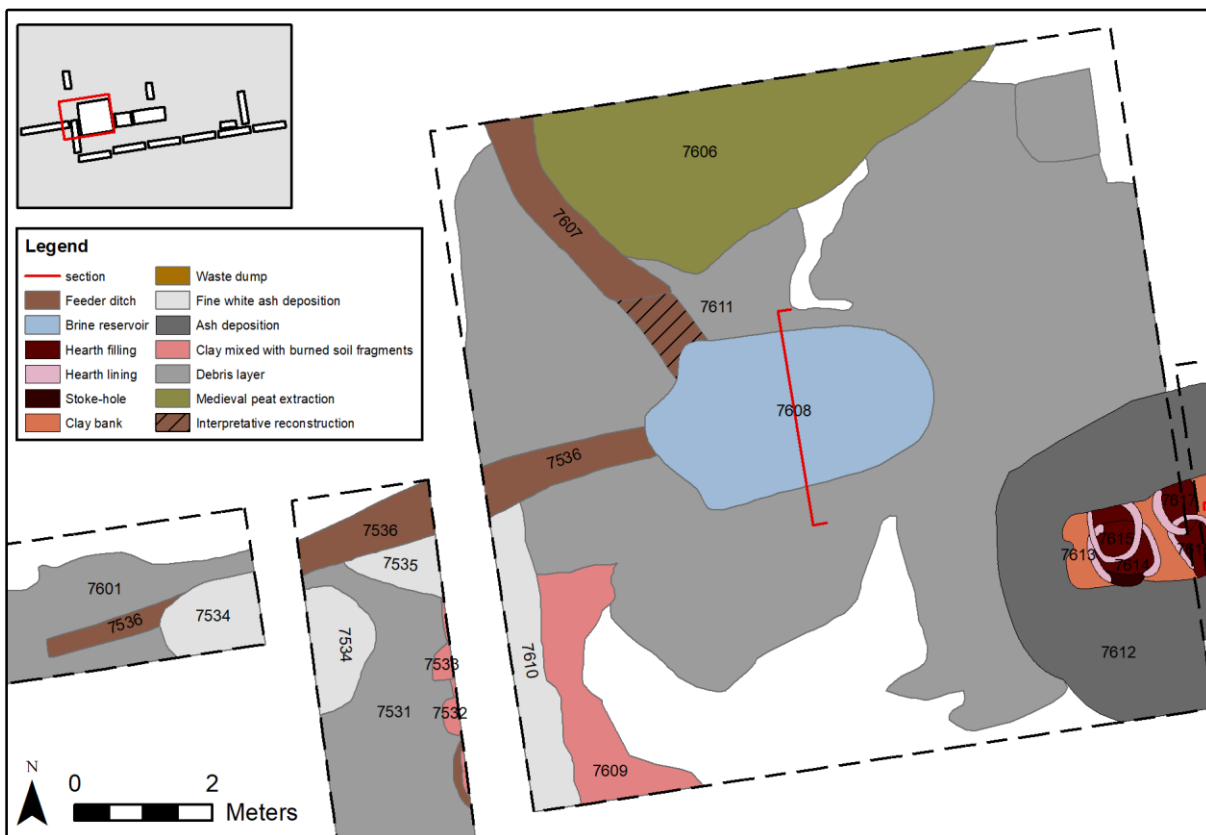 Legend
section
Feeder ditch
Brine reservoir
Hearth filling
Hearth lining
Stoke-hole
Clay bank
Waste dump
Fine white ash deposition
Ash deposition
Clay mixed with burned soil fragments
Debris layer
Medieval peat extraction
Interpretative reconstruction
7606
7607
7611
7608
7536
7536
7535
7601
7536
7534
7534
7533
7532
7531
7610
7609
7617
7615
7613
7614
7612
N
0 2
Meters